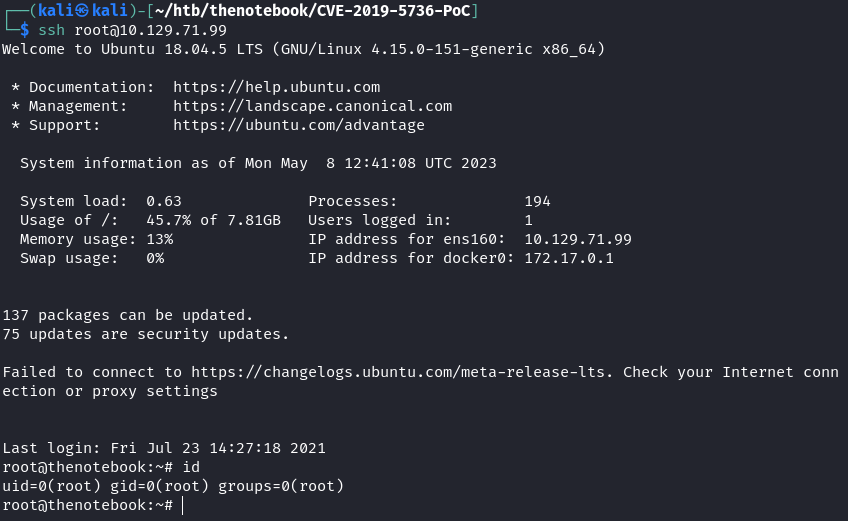 ┌──(kali㉿kali)-[~/htb/thenotebook/CVE-2019-5736-PoC]
└─$ ssh root@10.129.71.99
Welcome to Ubuntu 18.04.5 LTS (GNU/Linux 4.15.0-151-generic x86_64)
* Documentation:  https://help.ubuntu.com
* Management:     https://landscape.canonical.com
* Support:        https://ubuntu.com/advantage
System information as of Mon May  8 12:41:08 UTC 2023
System load:  0.63              Processes:              194
Usage of /:   45.7% of 7.81GB   Users logged in:        1
Memory usage: 13%               IP address for ens160:  10.129.71.99
Swap usage:   0%                IP address for docker0: 172.17.0.1
137 packages can be updated.
75 updates are security updates.
Failed to connect to https://changelogs.ubuntu.com/meta-release-lts. Check your Internet conn
ection or proxy settings
Last login: Fri Jul 23 14:27:18 2021
root@thenotebook:~# id
uid=0(root) gid=0(root) groups=0(root)
root@thenotebook:~#